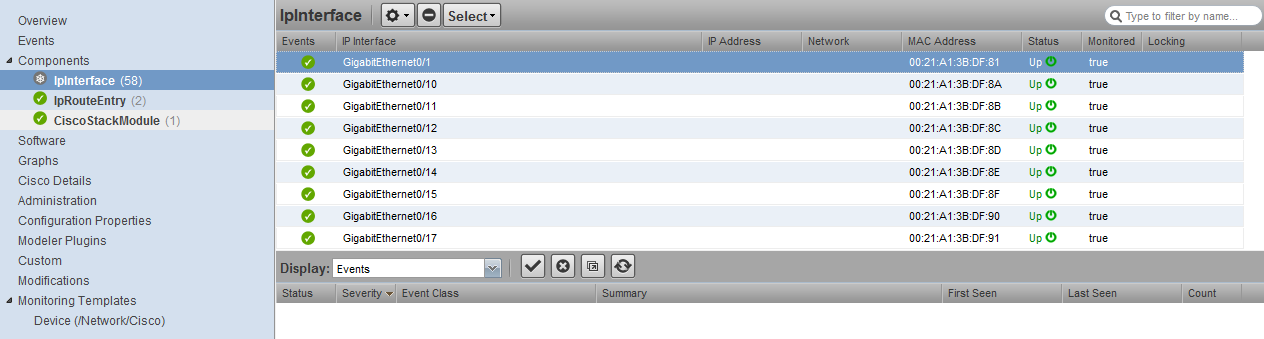 Overview
Events
Components
IpInterface (58)
IpRouteEntry (2)
CiscoStackModule (1)
Software
Graphs
Cisco Details
Administration
Configuration Properties
Modeler Plugins
Custom
Modifications
Monitoring Templates
Device (/Network/Cisco)
IpInterface Select Type to filter by name...
Events IP Interface IP Address Network MAC Address Status Monitored Locking
GigabitEthernet0/1 00:21:A1:3B:DF:81 Up true
GigabitEthernet0/10 00:21:A1:3B:DF:8A Up true
GigabitEthernet0/11 00:21:A1:3B:DF:8B Up true
GigabitEthernet0/12 00:21:A1:3B:DF:8C Up true
GigabitEthernet0/13 00:21:A1:3B:DF:8D Up true
GigabitEthernet0/14 00:21:A1:3B:DF:8E Up true
GigabitEthernet0/15 00:21:A1:3B:DF:8F Up true
GigabitEthernet0/16 00:21:A1:3B:DF:90 Up true
GigabitEthernet0/17 00:21:A1:3B:DF:91 Up true
Display: Events
Status Severity Event Class Summary First Seen Last Seen Count